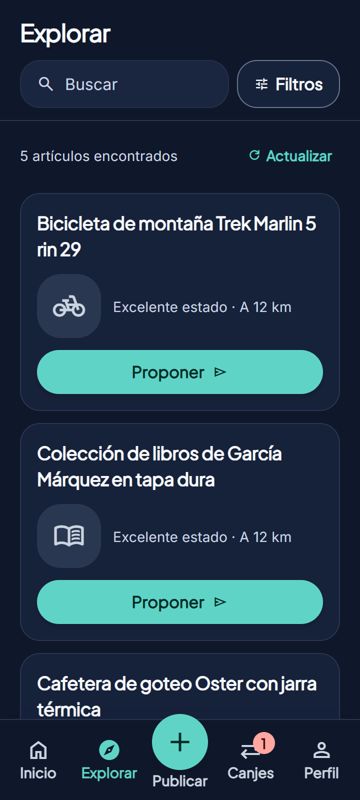 Explorar
Buscar
Filtros
5 artículos encontrados
Actualizar
Bicicleta de montaña Trek Marlin 5
rin 29
Excelente estado · A 12 km
Proponer
Colección de libros de García
Márquez en tapa dura
Excelente estado · A 12 km
Proponer
Cafetera de goteo Oster con jarra
térmica
1
Inicio
Explorar
Publicar
Canjes
Perfil